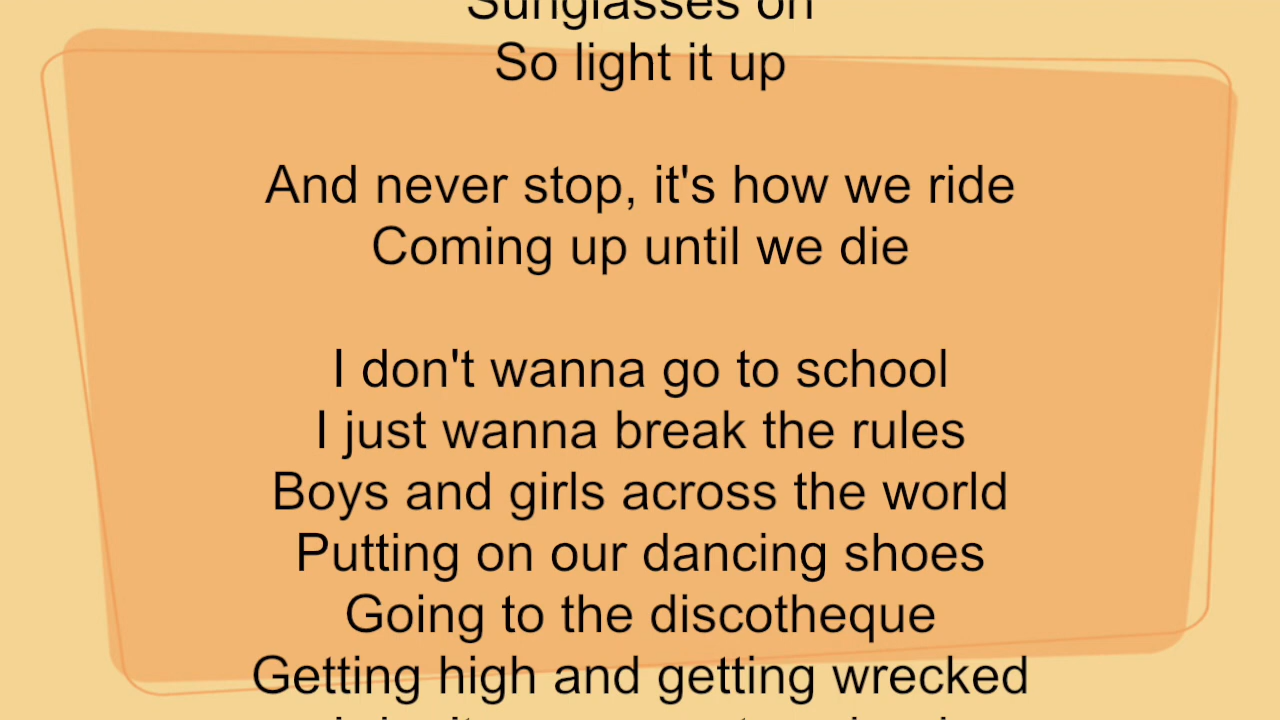 Sunglasses on
So light it up
And never stop, it's how we ride
Coming up until we die
I don't wanna go to school
I just wanna break the rules
Boys and girls across the world
Putting on our dancing shoes
Going to the discotheque
Getting high and getting wrecked